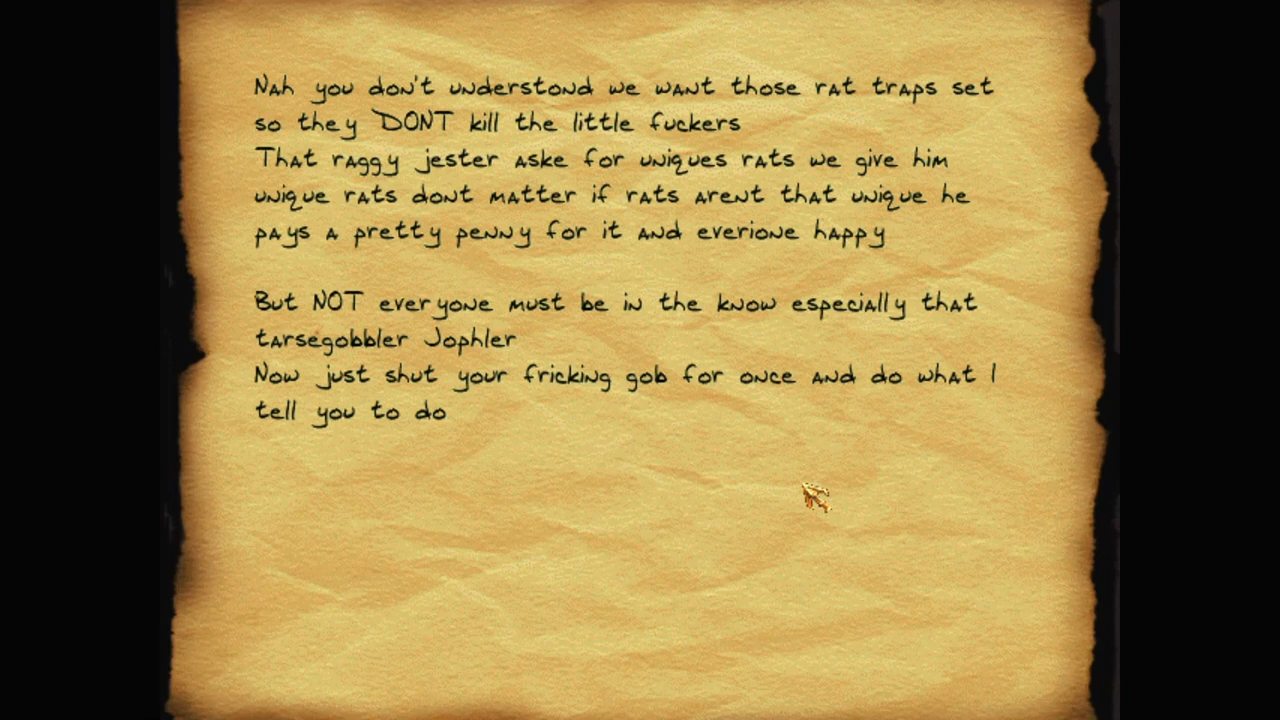 Nah you don't understand we want those rat traps set
so they DONT kill the little fuckers
That raggy jester aske for uniques rats we give him
unique rats dont matter if rats arent that unique he
pays a pretty penny for it and everione happy
But NOT everyone must be in the know especially that
tarsegobbler Jophler
Now just shut your fricking gob for once and do what I
tell you to do